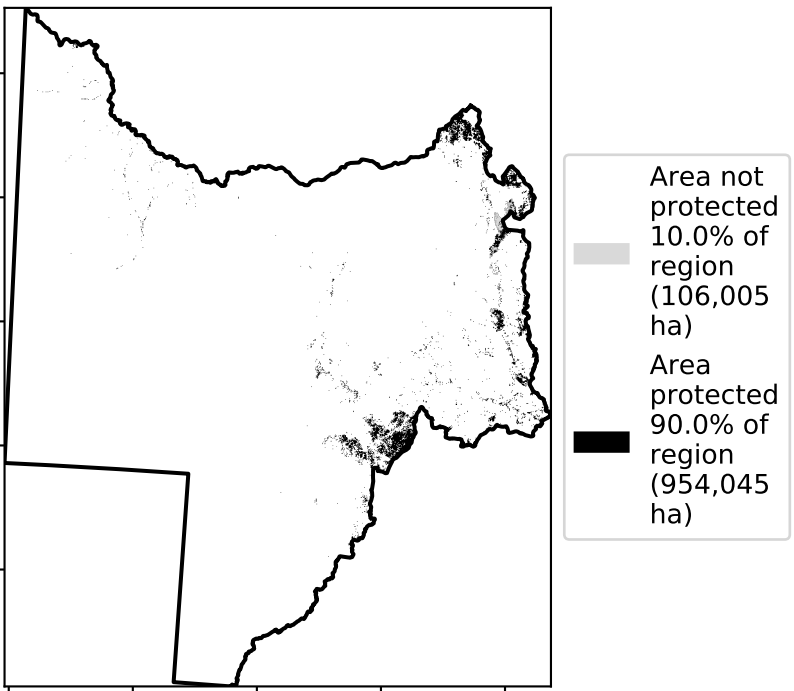 Area not
protected
10.0% of
region
(106,005
ha)
Area
protected
90.0% of
region
(954,045
ha)